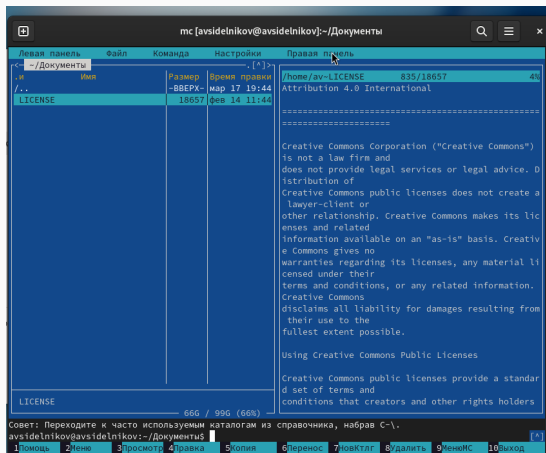 mc [avsidelnikov@avsidelnikov]:~/Документы
Левая панель Файл Команда Настройки Правая панель
<— ~/Документы .[^]>
.и Имя Размер Время правки
/.. -ВВЕРХ- мар 17 19:44
LICENSE 18657 фев 14 11:44
LICENSE
66G / 99G (66%)
/home/av~LICENSE 835/18657 4%
Attribution 4.0 International
=================================================
=====================
Creative Commons Corporation ("Creative Commons")
is not a law firm and
does not provide legal services or legal advice. D
istribution of
Creative Commons public licenses does not create a
lawyer-client or
other relationship. Creative Commons makes its lic
enses and related
information available on an "as-is" basis. Creativ
e Commons gives no
warranties regarding its licenses, any material li
censed under their
terms and conditions, or any related information.
Creative Commons
disclaims all liability for damages resulting from
their use to the
fullest extent possible.
Using Creative Commons Public Licenses
Creative Commons public licenses provide a standar
d set of terms and
conditions that creators and other rights holders
Совет: Переходите к часто используемым каталогам из справочника, набрав C-\.
avsidelnikov@avsidelnikov:~/Документы$ [^]
1Помощь 2Меню 3Просмотр 4Правка 5Копия 6Перенос 7НовКтлг 8Удалить 9МенюМС 10Выход